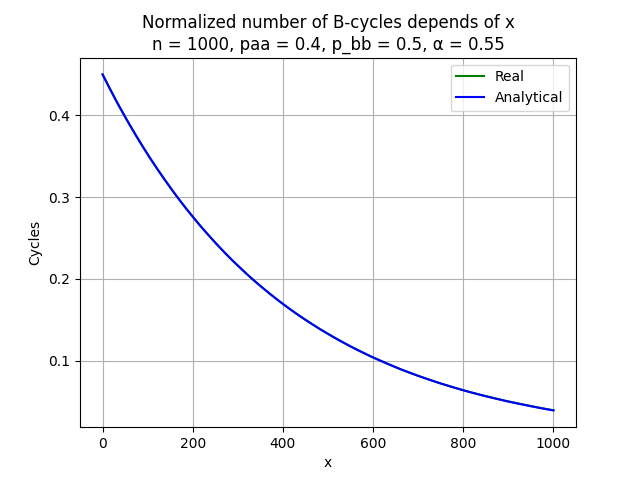 Normalized number of B-cycles depends of x
n = 1000, paa = 0.4, p_bb = 0.5, α = 0.55
Real
Analytical
0.4
0.3
0.2
0.1
Cycles
0 200 400 600 800 1000
x